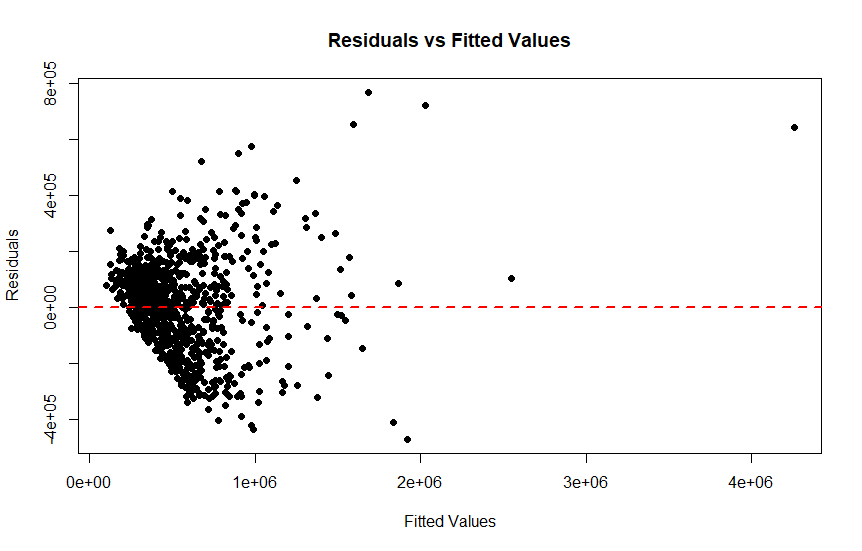 Residuals vs Fitted Values
8e+05
4e+05
0e+00
-4e+05
Residuals
0e+00 1e+06 2e+06 3e+06 4e+06
Fitted Values